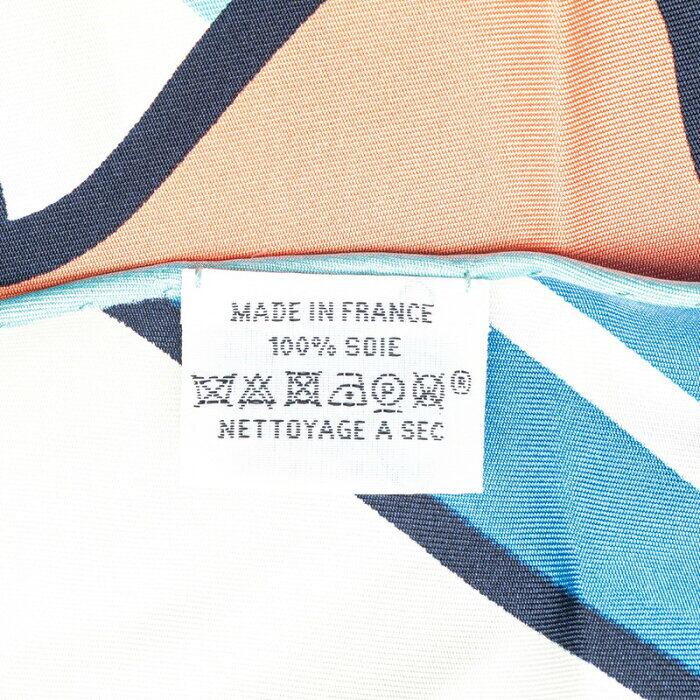 MADE IN FRANCE
100% SOIE
P ®
NETTOYAGE A SEC